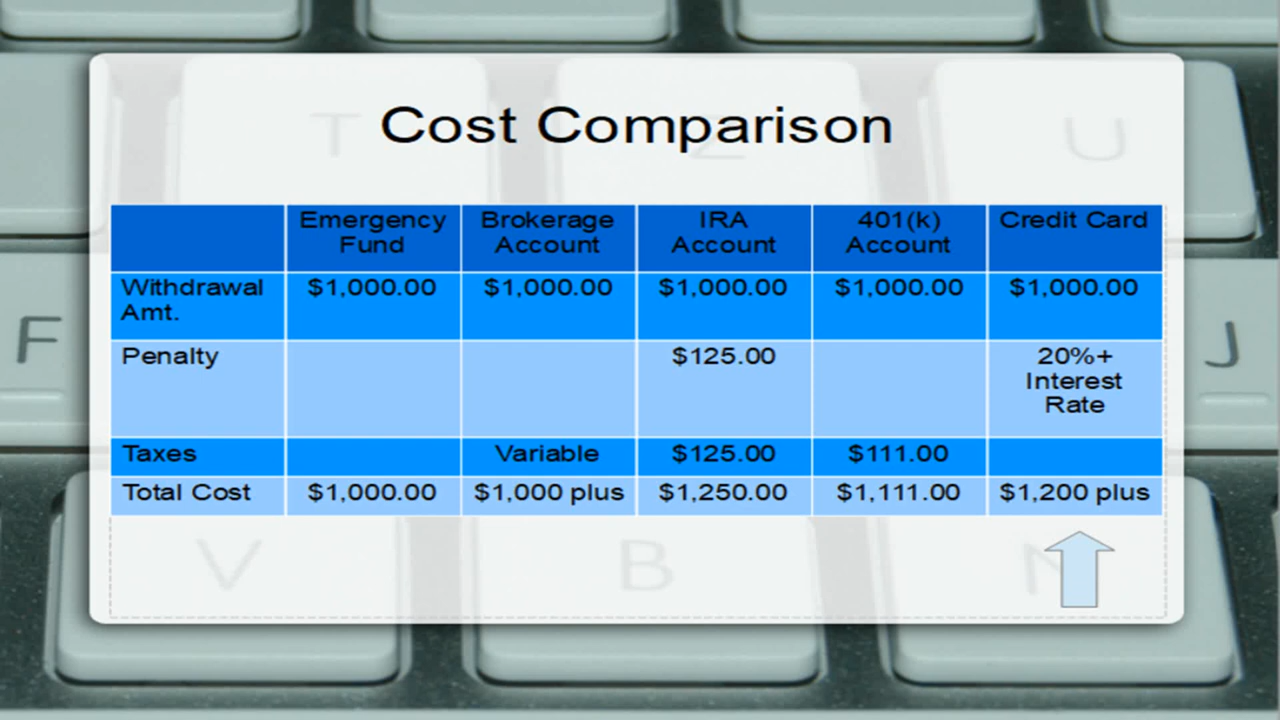 Cost Comparison
Emergency Fund Brokerage Account IRA Account 401(k) Account Credit Card
Withdrawal Amt. $1,000.00 $1,000.00 $1,000.00 $1,000.00 $1,000.00
Penalty $125.00 20%+ Interest Rate
Taxes Variable $125.00 $111.00
Total Cost $1,000.00 $1,000 plus $1,250.00 $1,111.00 $1,200 plus
T Z U
F J
V B N